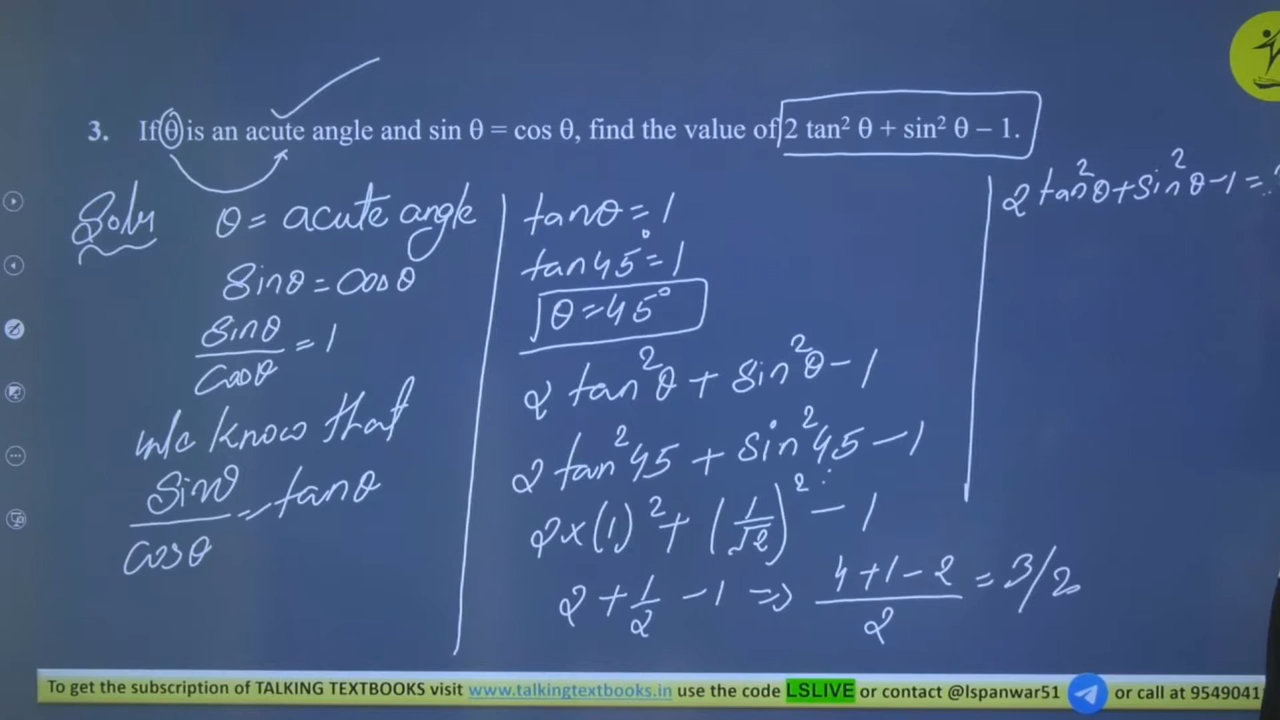 3. If θ is an acute angle and sin θ = cos θ, find the value of 2 tan² θ + sin² θ – 1.
Soln θ = acute angle
sinθ = cosθ
sinθ/cosθ = 1
we know that
sinθ/cosθ = tanθ
tanθ = 1
tan45° = 1
θ = 45°
2 tan²θ + sin²θ – 1
2 tan²45 + sin²45 – 1
2×(1)² + (1/√2)² – 1
2 + 1/2 – 1 ⇒ 4+1–2/2 = 3/2
2 tan²θ + sin²θ – 1 = ?
To get the subscription of TALKING TEXTBOOKS visit www.talkingtextbooks.in use the code LSLIVE or contact @lspanwar51 or call at 9549041